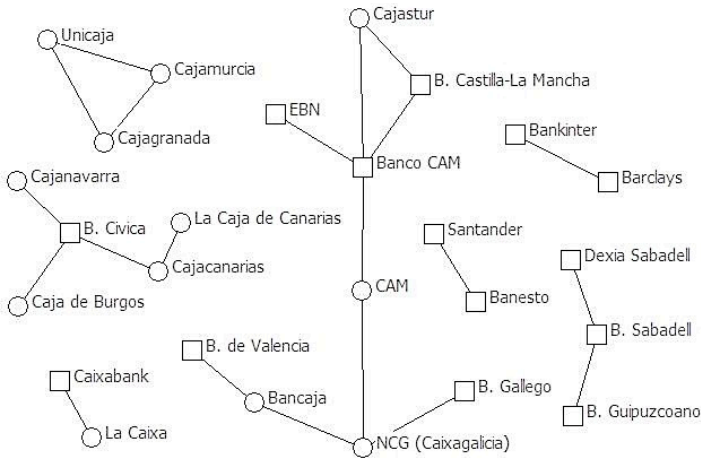 Cajastur
Unicaja
Cajamurcia
B. Castilla-La Mancha
EBN
Bankinter
Cajagranada
Banco CAM
Cajanavarra
Barclays
La Caja de Canarias
B. Civica
Santander
Dexia Sabadell
Cajacanarias
CAM
Banesto
Caja de Burgos
B. Sabadell
B. de Valencia
Caixabank
B. Gallego
Bancaja
B. Guipuzcoano
La Caixa
NCG (Caixagalicia)